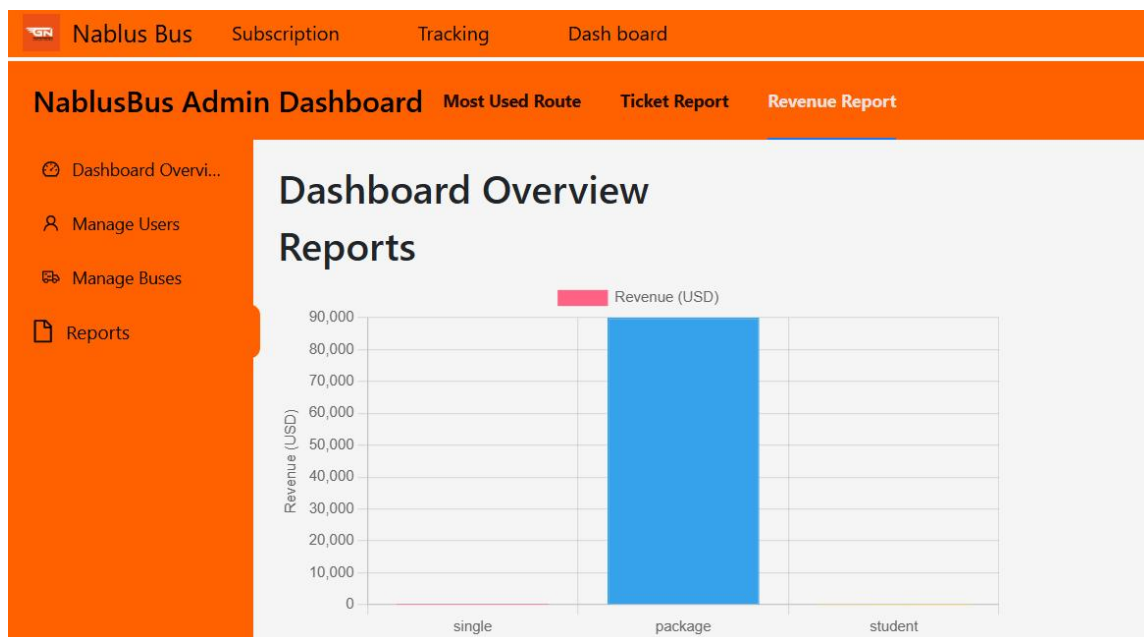 GN
Nablus Bus Subscription Tracking Dash board
NablusBus Admin Dashboard Most Used Route Ticket Report Revenue Report
Dashboard Overvi...
Manage Users
Manage Buses
Reports
Dashboard Overview
Reports
Revenue (USD)
90,000
80,000
70,000
60,000
50,000
40,000
30,000
20,000
10,000
0
Revenue (USD)
single package student